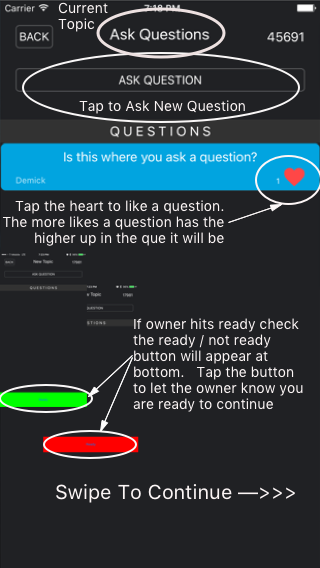 Carrier 7:18 PM
Current
Topic
BACK Ask Questions 45691
ASK QUESTION
Tap to Ask New Question
QUESTIONS
Is this where you ask a question?
Demick 1
Tap the heart to like a question.
The more likes a question has the
higher up in the que it will be
BACK New Topic
ASK QUESTION
QUESTIONS
If owner hits ready check
the ready / not ready
button will appear at
bottom. Tap the button
to let the owner know you
are ready to continue
Swipe To Continue —>>>